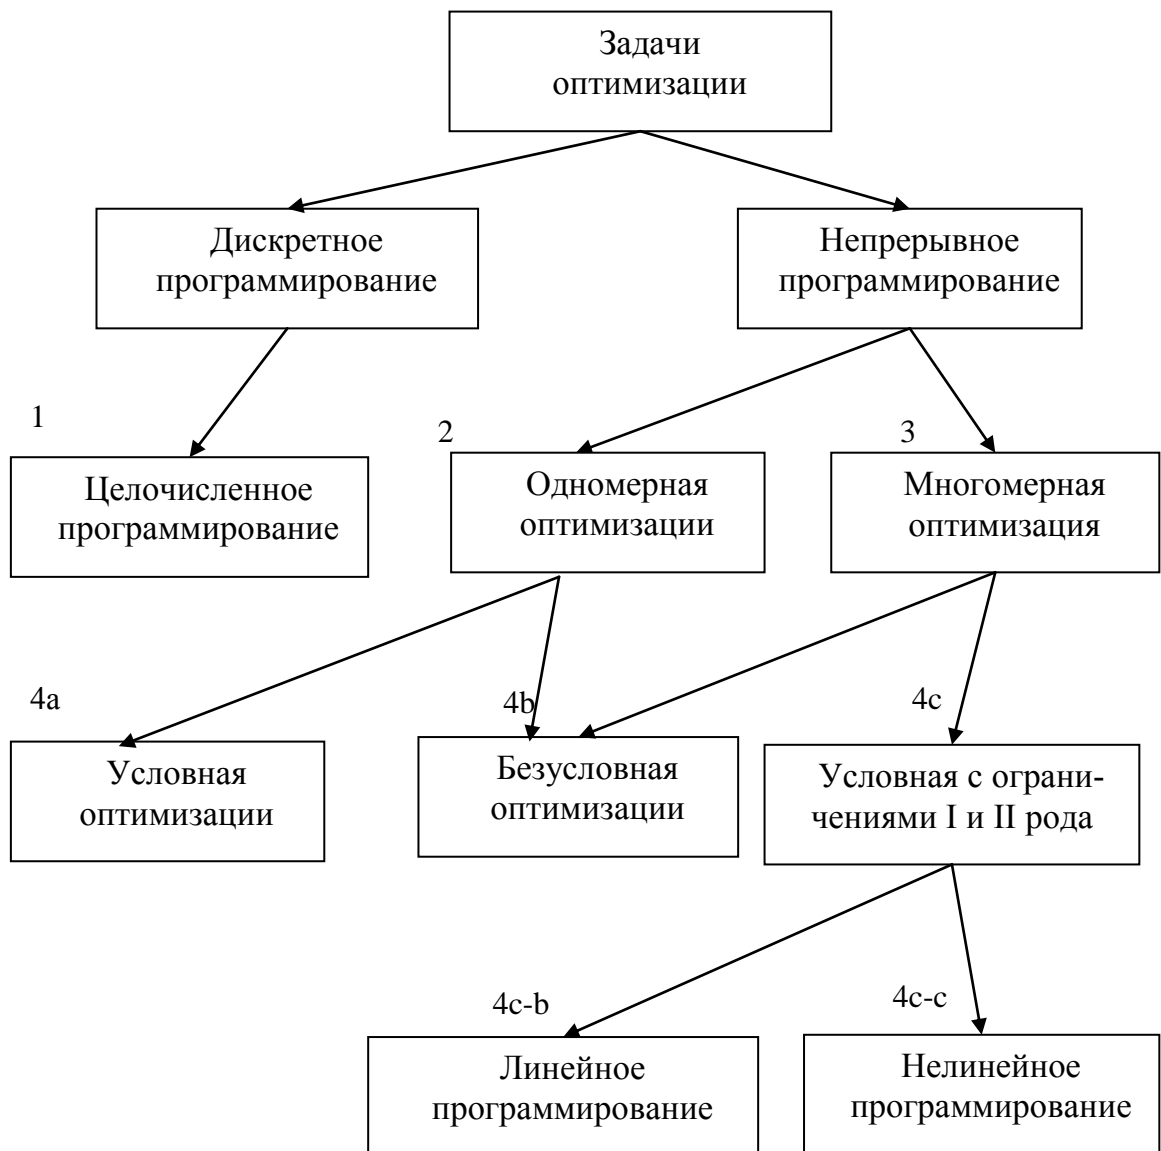 Задачи
оптимизации
Дискретное
программирование
Непрерывное
программирование
1
Целочисленное
программирование
2
Одномерная
оптимизации
3
Многомерная
оптимизация
4a
Условная
оптимизации
4b
Безусловная
оптимизации
4c
Условная с ограни-
чениями I и II рода
4c-b
Линейное
программирование
4c-c
Нелинейное
программирование